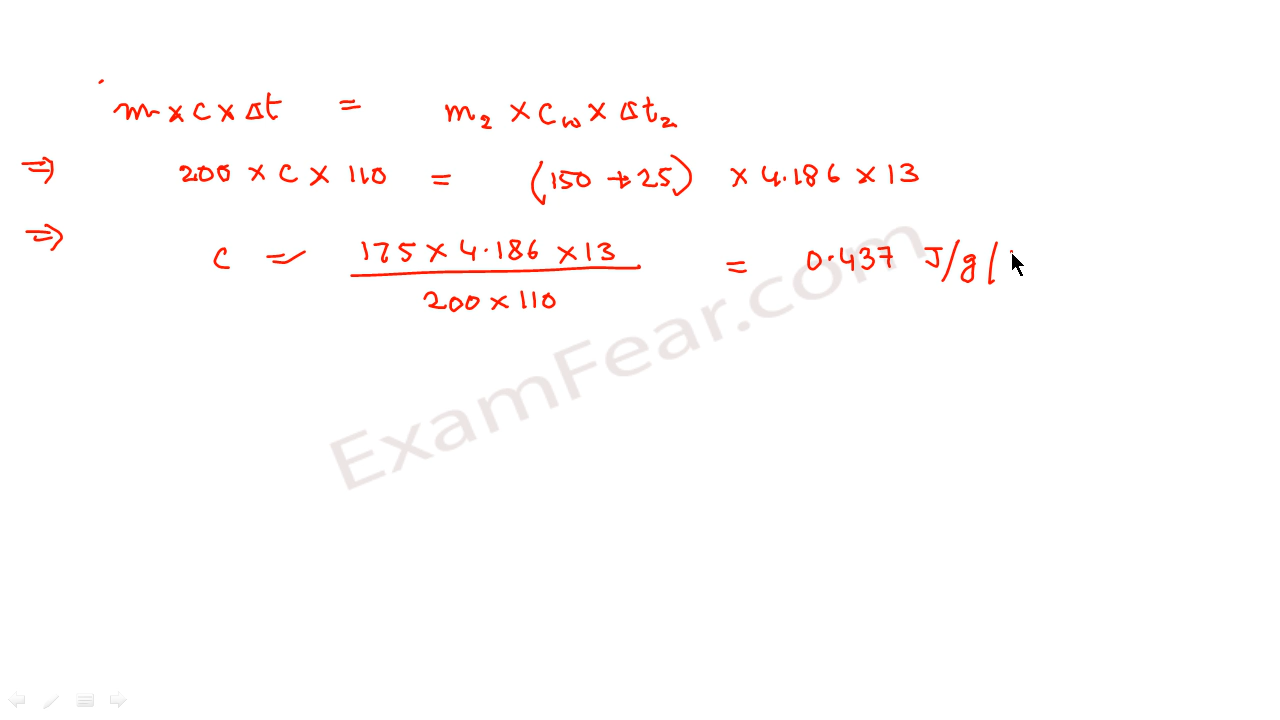 m × c × Δt = m₂ × c_w × Δt₂
⇒ 200 × c × 110 = (150 + 25) × 4.186 × 13
⇒ c = 175 × 4.186 × 13 / 200 × 110 = 0.437 J/g/
ExamFear.com